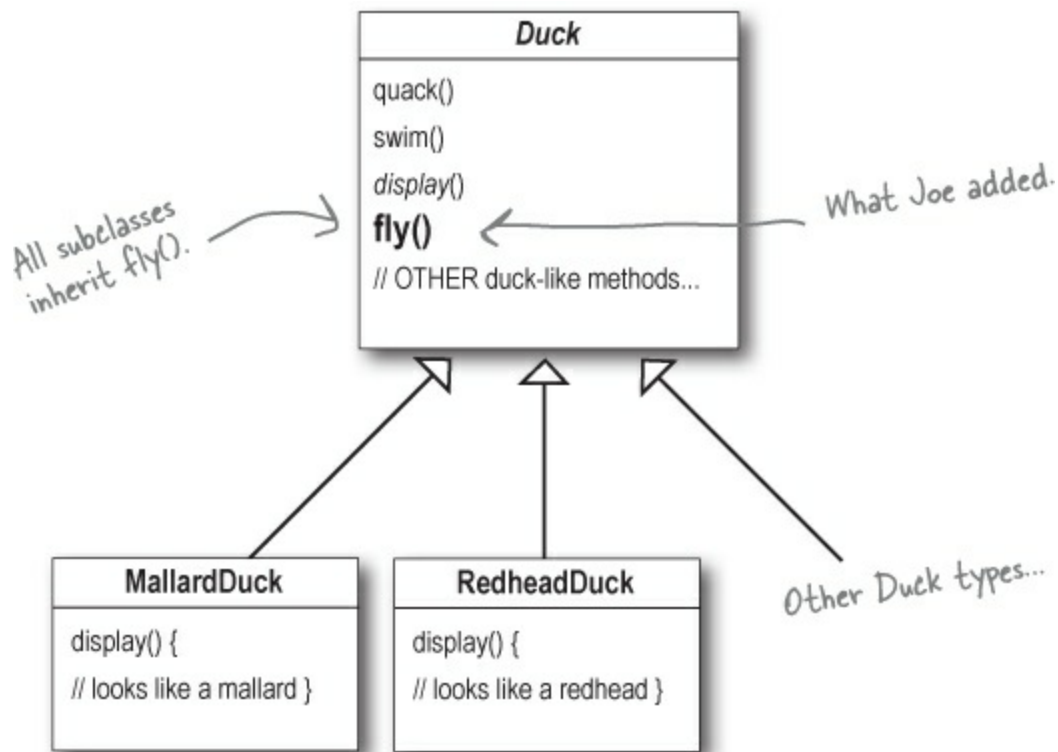 Duck
quack()
swim()
display()
fly()
// OTHER duck-like methods...
All subclasses
inherit fly().
What Joe added.
MallardDuck
display() {
// looks like a mallard }
RedheadDuck
display() {
// looks like a redhead }
Other Duck types...